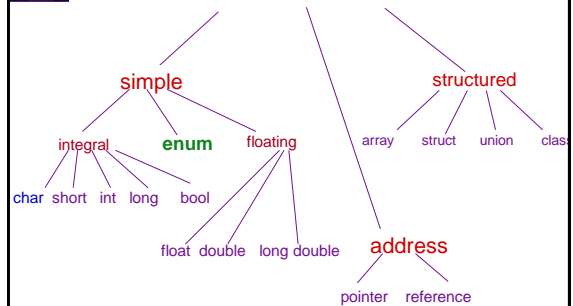 simple
structured
integral
enum
floating
array
struct
union
clas
char
short
int
long
bool
float
double
long double
address
pointer
reference